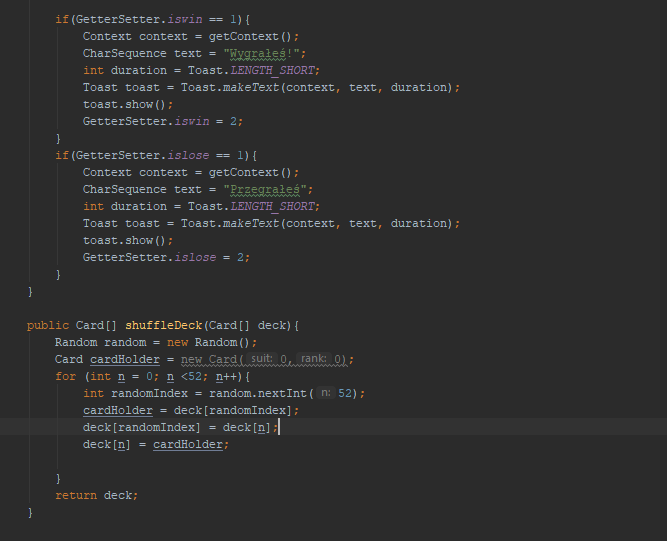 if(GetterSetter.iswin == 1){
Context context = getContext();
CharSequence text = "Wygrałeś!";
int duration = Toast.LENGTH_SHORT;
Toast toast = Toast.makeText(context, text, duration);
toast.show();
GetterSetter.iswin = 2;
}
if(GetterSetter.islose == 1){
Context context = getContext();
CharSequence text = "Przegrałeś";
int duration = Toast.LENGTH_SHORT;
Toast toast = Toast.makeText(context, text, duration);
toast.show();
GetterSetter.islose = 2;
}
}
public Card[] shuffleDeck(Card[] deck){
Random random = new Random();
Card cardHolder = new Card( suit: 0, rank: 0);
for (int n = 0; n <52; n++){
int randomIndex = random.nextInt( n: 52);
cardHolder = deck[randomIndex];
deck[randomIndex] = deck[n];
deck[n] = cardHolder;
}
return deck;
}